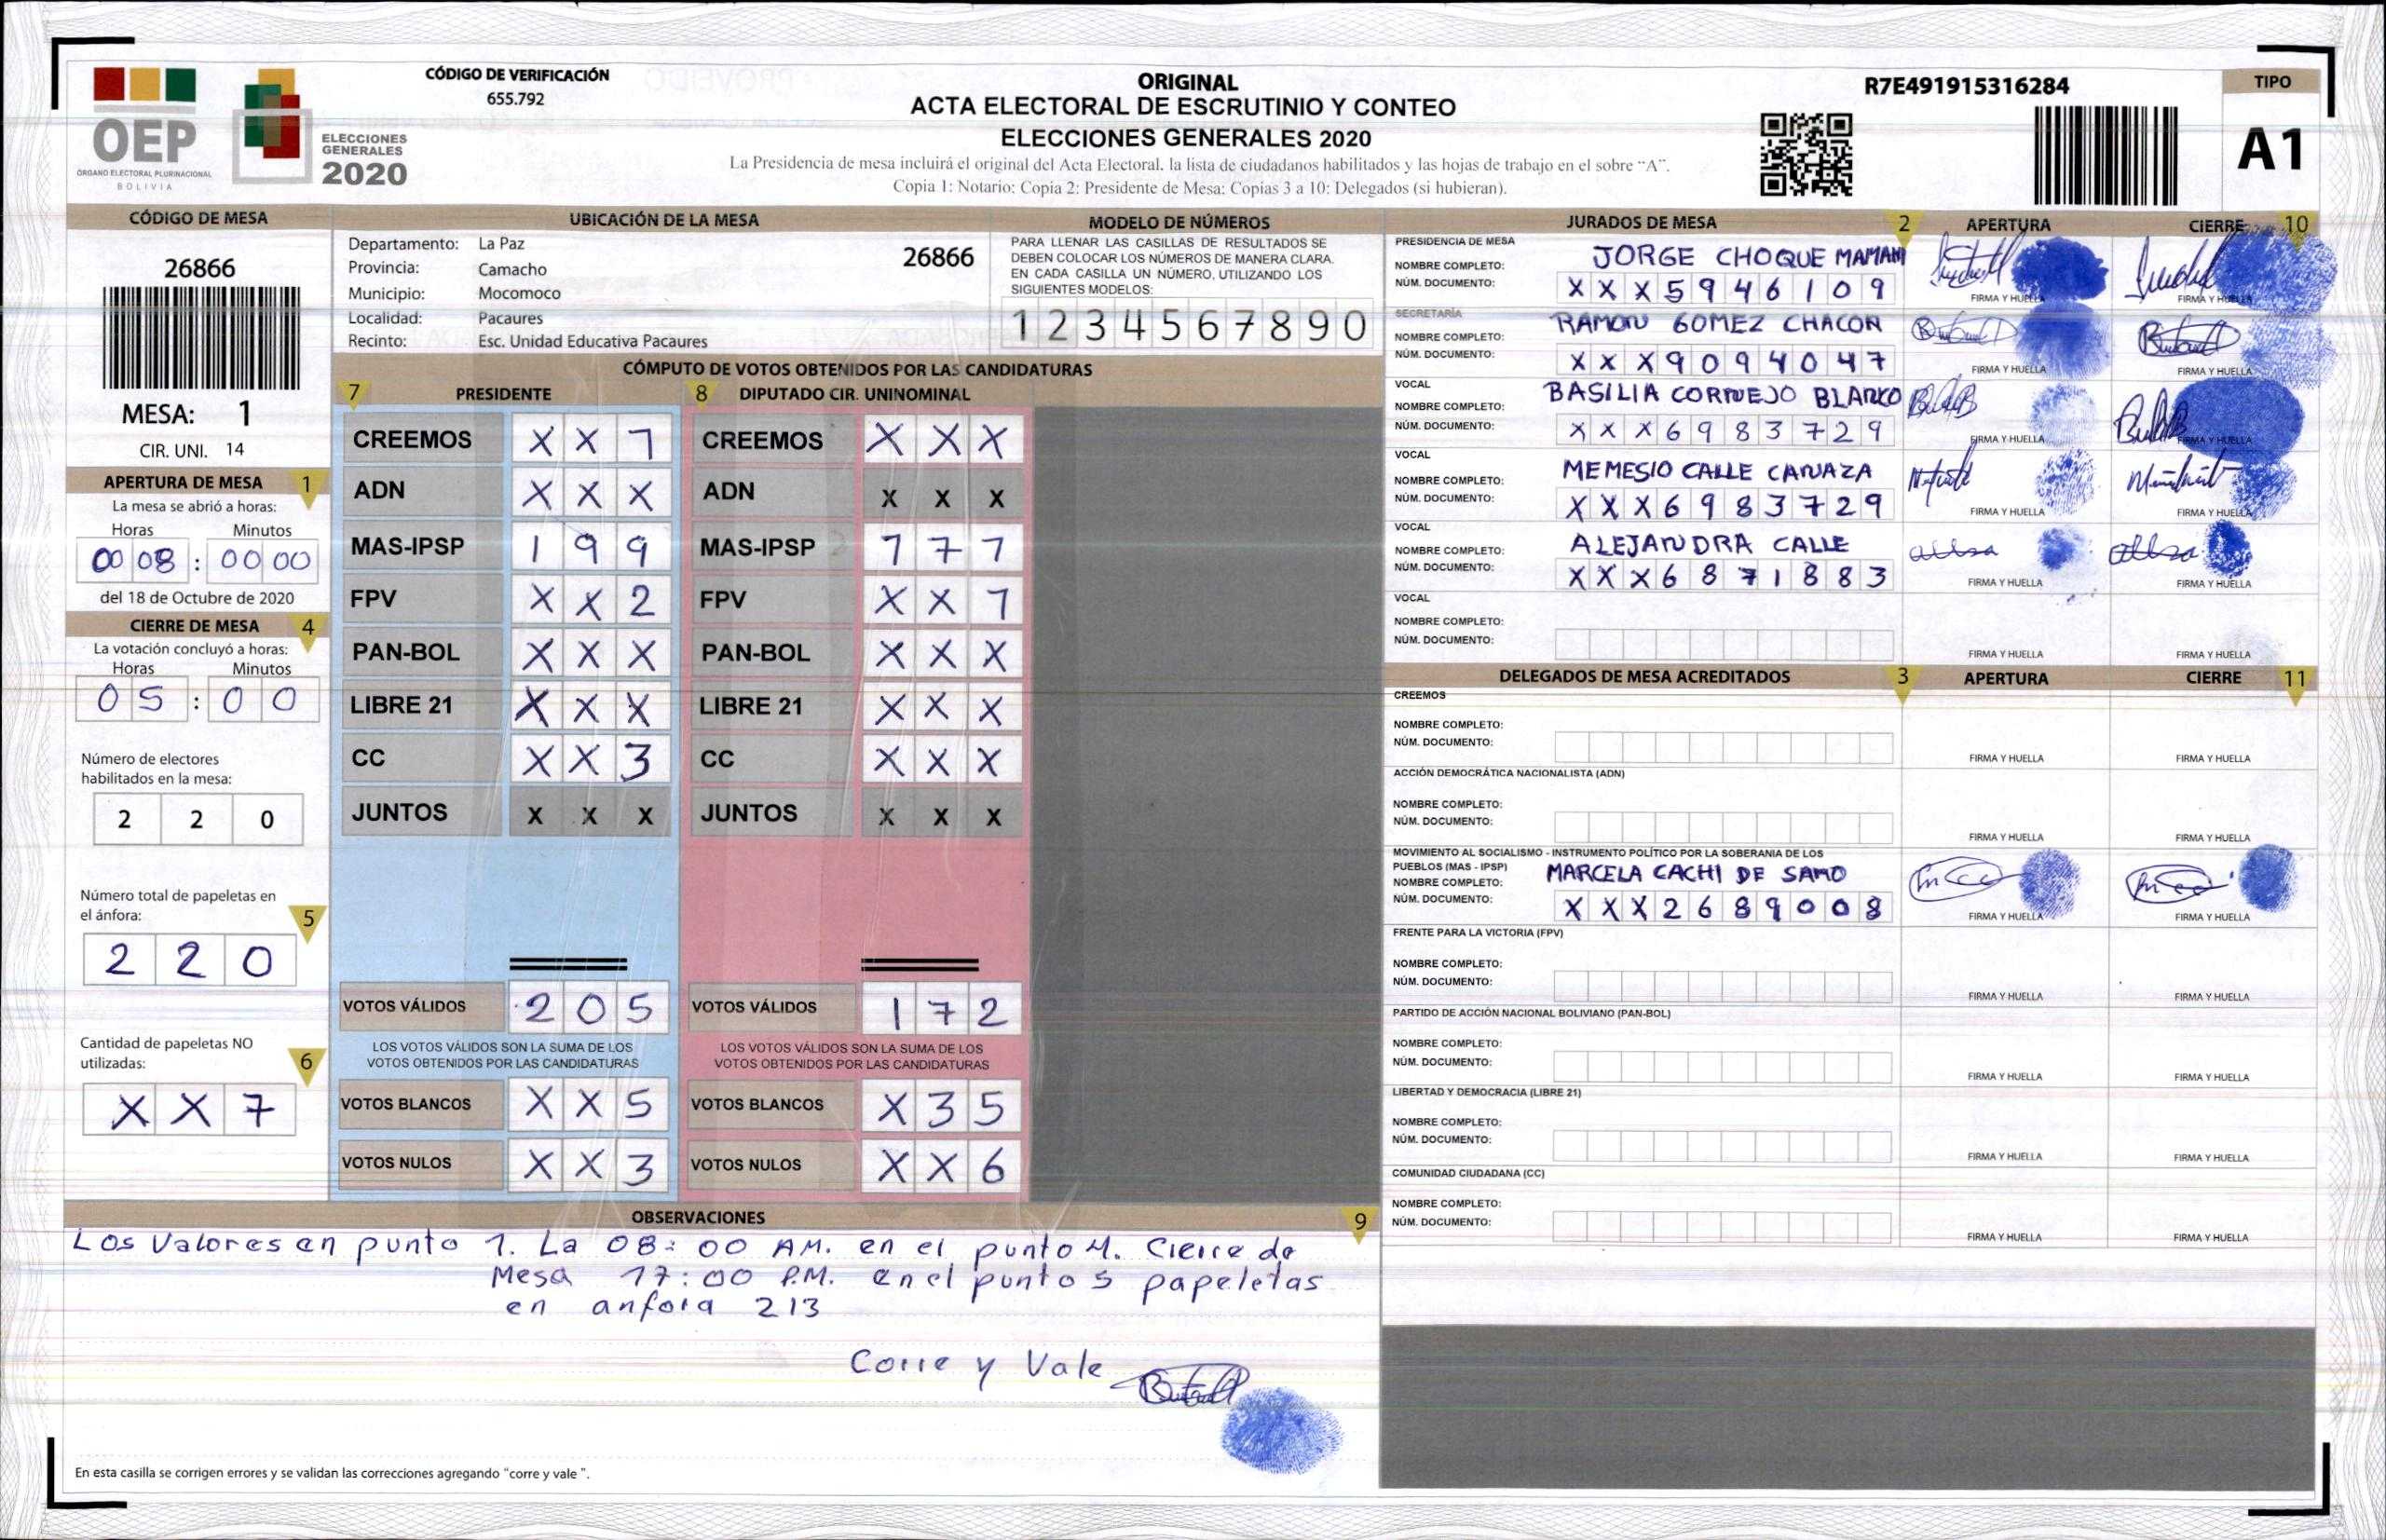 CÓDIGO DE VERIFICACIÓN
655.792
OEP
ÓRGANO ELECTORAL PLURINACIONAL
BOLIVIA
ELECCIONES
GENERALES
2020
ORIGINAL
ACTA ELECTORAL DE ESCRUTINIO Y CONTEO
ELECCIONES GENERALES 2020
La Presidencia de mesa incluirá el original del Acta Electoral, la lista de ciudadanos habilitados y las hojas de trabajo en el sobre "A".
Copia 1: Notario; Copia 2: Presidente de Mesa; Copias 3 a 10: Delegados (si hubieran).
R7E491915316284
TIPO
A1
CÓDIGO DE MESA
26866
MESA: 1
CIR. UNI. 14
APERTURA DE MESA 1
La mesa se abrió a horas:
Horas Minutos
00 08 : 00 00
del 18 de Octubre de 2020
CIERRE DE MESA 4
La votación concluyó a horas:
Horas Minutos
0 5 : 0 0
Número de electores
habilitados en la mesa:
2 2 0
Número total de papeletas en
el ánfora: 5
2 2 0
Cantidad de papeletas NO
utilizadas: 6
X X 7
UBICACIÓN DE LA MESA
Departamento: La Paz 26866
Provincia: Camacho
Municipio: Mocomoco
Localidad: Pacaures
Recinto: Esc. Unidad Educativa Pacaures
MODELO DE NÚMEROS
PARA LLENAR LAS CASILLAS DE RESULTADOS SE
DEBEN COLOCAR LOS NÚMEROS DE MANERA CLARA.
EN CADA CASILLA UN NÚMERO, UTILIZANDO LOS
SIGUIENTES MODELOS:
1 2 3 4 5 6 7 8 9 0
CÓMPUTO DE VOTOS OBTENIDOS POR LAS CANDIDATURAS
7 PRESIDENTE 8 DIPUTADO CIR. UNINOMINAL
CREEMOS X X 1 CREEMOS X X X
ADN X X X ADN X X X
MAS-IPSP 1 9 9 MAS-IPSP 1 7 1
FPV X X 2 FPV X X 1
PAN-BOL X X X PAN-BOL X X X
LIBRE 21 X X X LIBRE 21 X X X
CC X X 3 CC X X X
JUNTOS X X X JUNTOS X X X
VOTOS VÁLIDOS 2 0 5 VOTOS VÁLIDOS 1 7 2
LOS VOTOS VÁLIDOS SON LA SUMA DE LOS
VOTOS OBTENIDOS POR LAS CANDIDATURAS
LOS VOTOS VÁLIDOS SON LA SUMA DE LOS
VOTOS OBTENIDOS POR LAS CANDIDATURAS
VOTOS BLANCOS X X 5 VOTOS BLANCOS X 3 5
VOTOS NULOS X X 3 VOTOS NULOS X X 6
OBSERVACIONES 9
Los Valores en punto 1. La 08:00 AM. en el punto 4. Cierre de
Mesa 17:00 P.M. en el punto 5 papeletas
en anfora 213
Corre y Vale
En esta casilla se corrigen errores y se validan las correcciones agregando "corre y vale ".
JURADOS DE MESA 2 APERTURA CIERRE 10
PRESIDENCIA DE MESA
NOMBRE COMPLETO: JORGE CHOQUE MAMANI
NÚM. DOCUMENTO: X X X 5 9 4 6 1 0 9
FIRMA Y HUELLA FIRMA Y HUELLA
SECRETARÍA
NOMBRE COMPLETO: RAMON GOMEZ CHACON
NÚM. DOCUMENTO: X X X 9 0 9 4 0 4 7
FIRMA Y HUELLA FIRMA Y HUELLA
VOCAL
NOMBRE COMPLETO: BASILIA CORNEJO BLANCO
NÚM. DOCUMENTO: X X X 6 9 8 3 7 2 9
FIRMA Y HUELLA FIRMA Y HUELLA
VOCAL
NOMBRE COMPLETO: MEMESIO CALLE CANAZA
NÚM. DOCUMENTO: X X X 6 9 8 3 7 2 9
FIRMA Y HUELLA FIRMA Y HUELLA
VOCAL
NOMBRE COMPLETO: ALEJANDRA CALLE
NÚM. DOCUMENTO: X X X 6 8 7 1 8 8 3
FIRMA Y HUELLA FIRMA Y HUELLA
VOCAL
NOMBRE COMPLETO:
NÚM. DOCUMENTO:
FIRMA Y HUELLA FIRMA Y HUELLA
DELEGADOS DE MESA ACREDITADOS 3 APERTURA CIERRE 11
CREEMOS
NOMBRE COMPLETO:
NÚM. DOCUMENTO:
FIRMA Y HUELLA FIRMA Y HUELLA
ACCIÓN DEMOCRÁTICA NACIONALISTA (ADN)
NOMBRE COMPLETO:
NÚM. DOCUMENTO:
FIRMA Y HUELLA FIRMA Y HUELLA
MOVIMIENTO AL SOCIALISMO - INSTRUMENTO POLÍTICO POR LA SOBERANIA DE LOS
PUEBLOS (MAS - IPSP)
NOMBRE COMPLETO: MARCELA CACHI DE SAMO
NÚM. DOCUMENTO: X X X 2 6 8 9 0 0 8
FIRMA Y HUELLA FIRMA Y HUELLA
FRENTE PARA LA VICTORIA (FPV)
NOMBRE COMPLETO:
NÚM. DOCUMENTO:
FIRMA Y HUELLA FIRMA Y HUELLA
PARTIDO DE ACCIÓN NACIONAL BOLIVIANO (PAN-BOL)
NOMBRE COMPLETO:
NÚM. DOCUMENTO:
FIRMA Y HUELLA FIRMA Y HUELLA
LIBERTAD Y DEMOCRACIA (LIBRE 21)
NOMBRE COMPLETO:
NÚM. DOCUMENTO:
FIRMA Y HUELLA FIRMA Y HUELLA
COMUNIDAD CIUDADANA (CC)
NOMBRE COMPLETO:
NÚM. DOCUMENTO:
FIRMA Y HUELLA FIRMA Y HUELLA